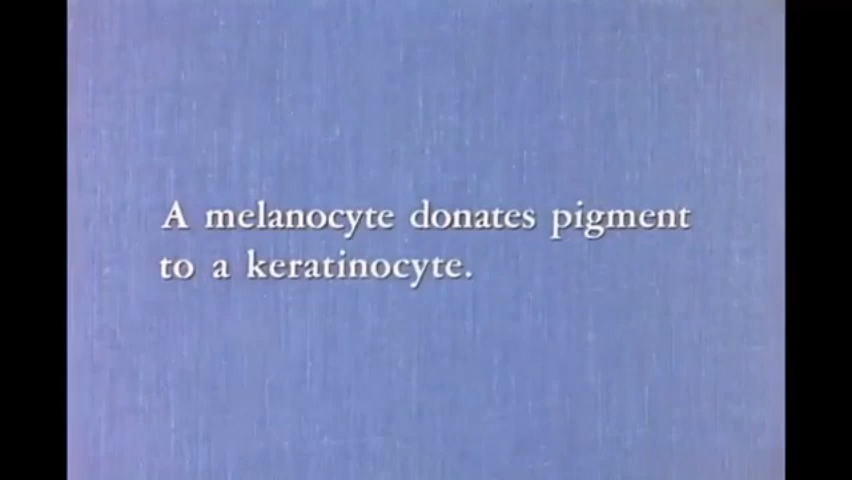 A melanocyte donates pigment
to a keratinocyte.